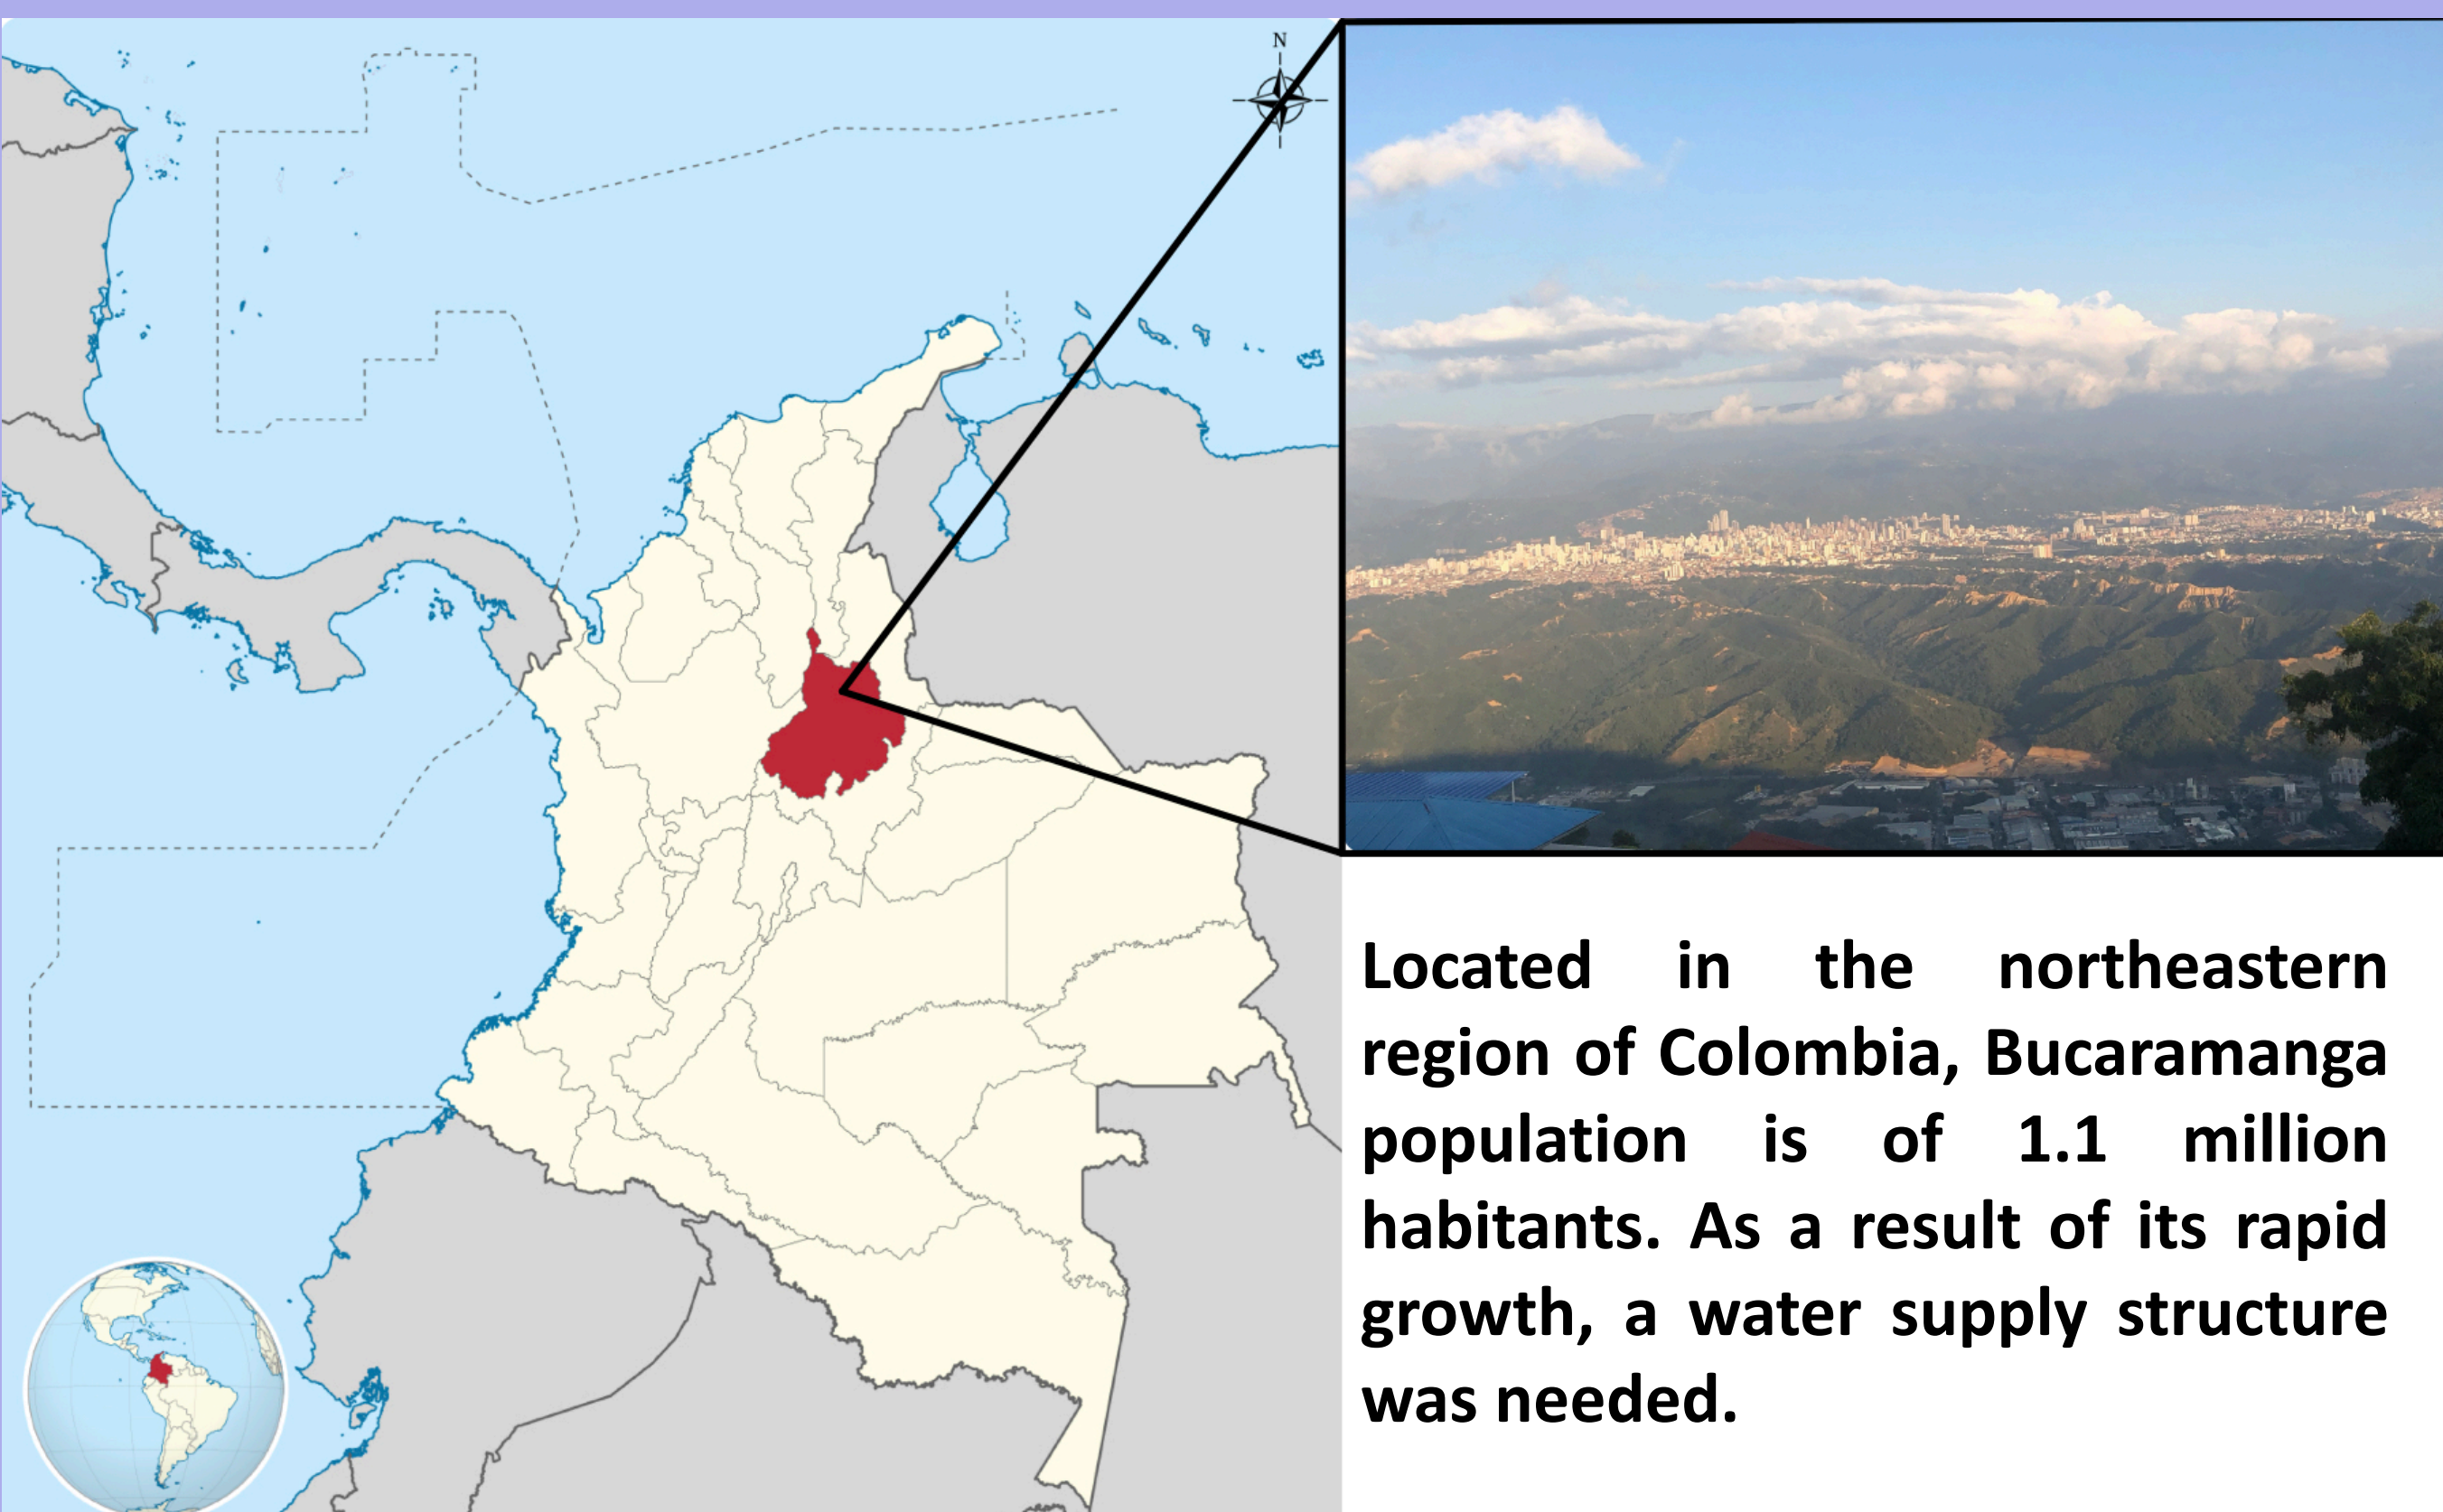 N
Located in the northeastern
region of Colombia, Bucaramanga
population is of 1.1 million
habitants. As a result of its rapid
growth, a water supply structure
was needed.